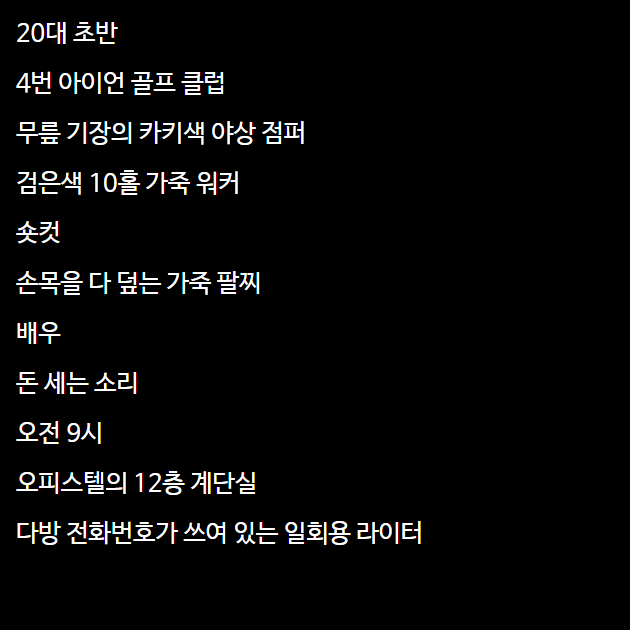 20대 초반
4번 아이언 골프 클럽
무릎 기장의 카키색 야상 점퍼
검은색 10홀 가죽 워커
숏컷
손목을 다 덮는 가죽 팔찌
배우
돈 세는 소리
오전 9시
오피스텔의 12층 계단실
다방 전화번호가 쓰여 있는 일회용 라이터